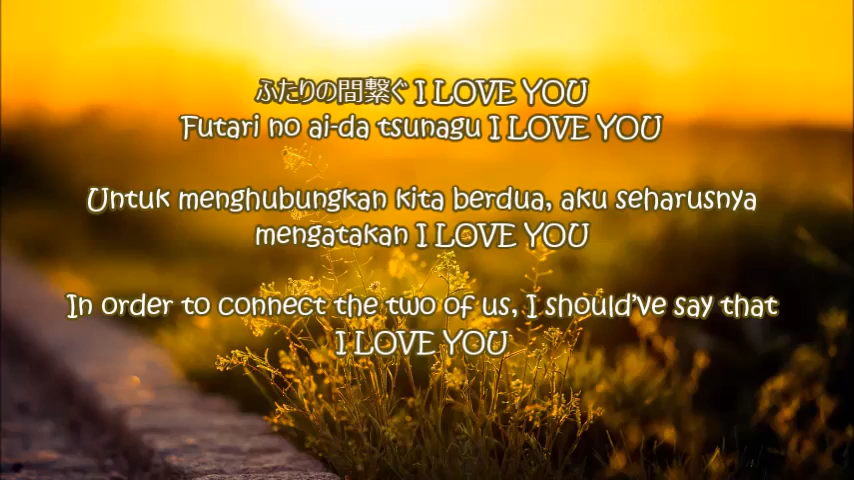 ふたりの間繋ぐ I LOVE YOU
Futari no ai-da tsunagu I LOVE YOU
Untuk menghubungkan kita berdua, aku seharusnya
mengatakan I LOVE YOU
In order to connect the two of us, I should've say that
I LOVE YOU